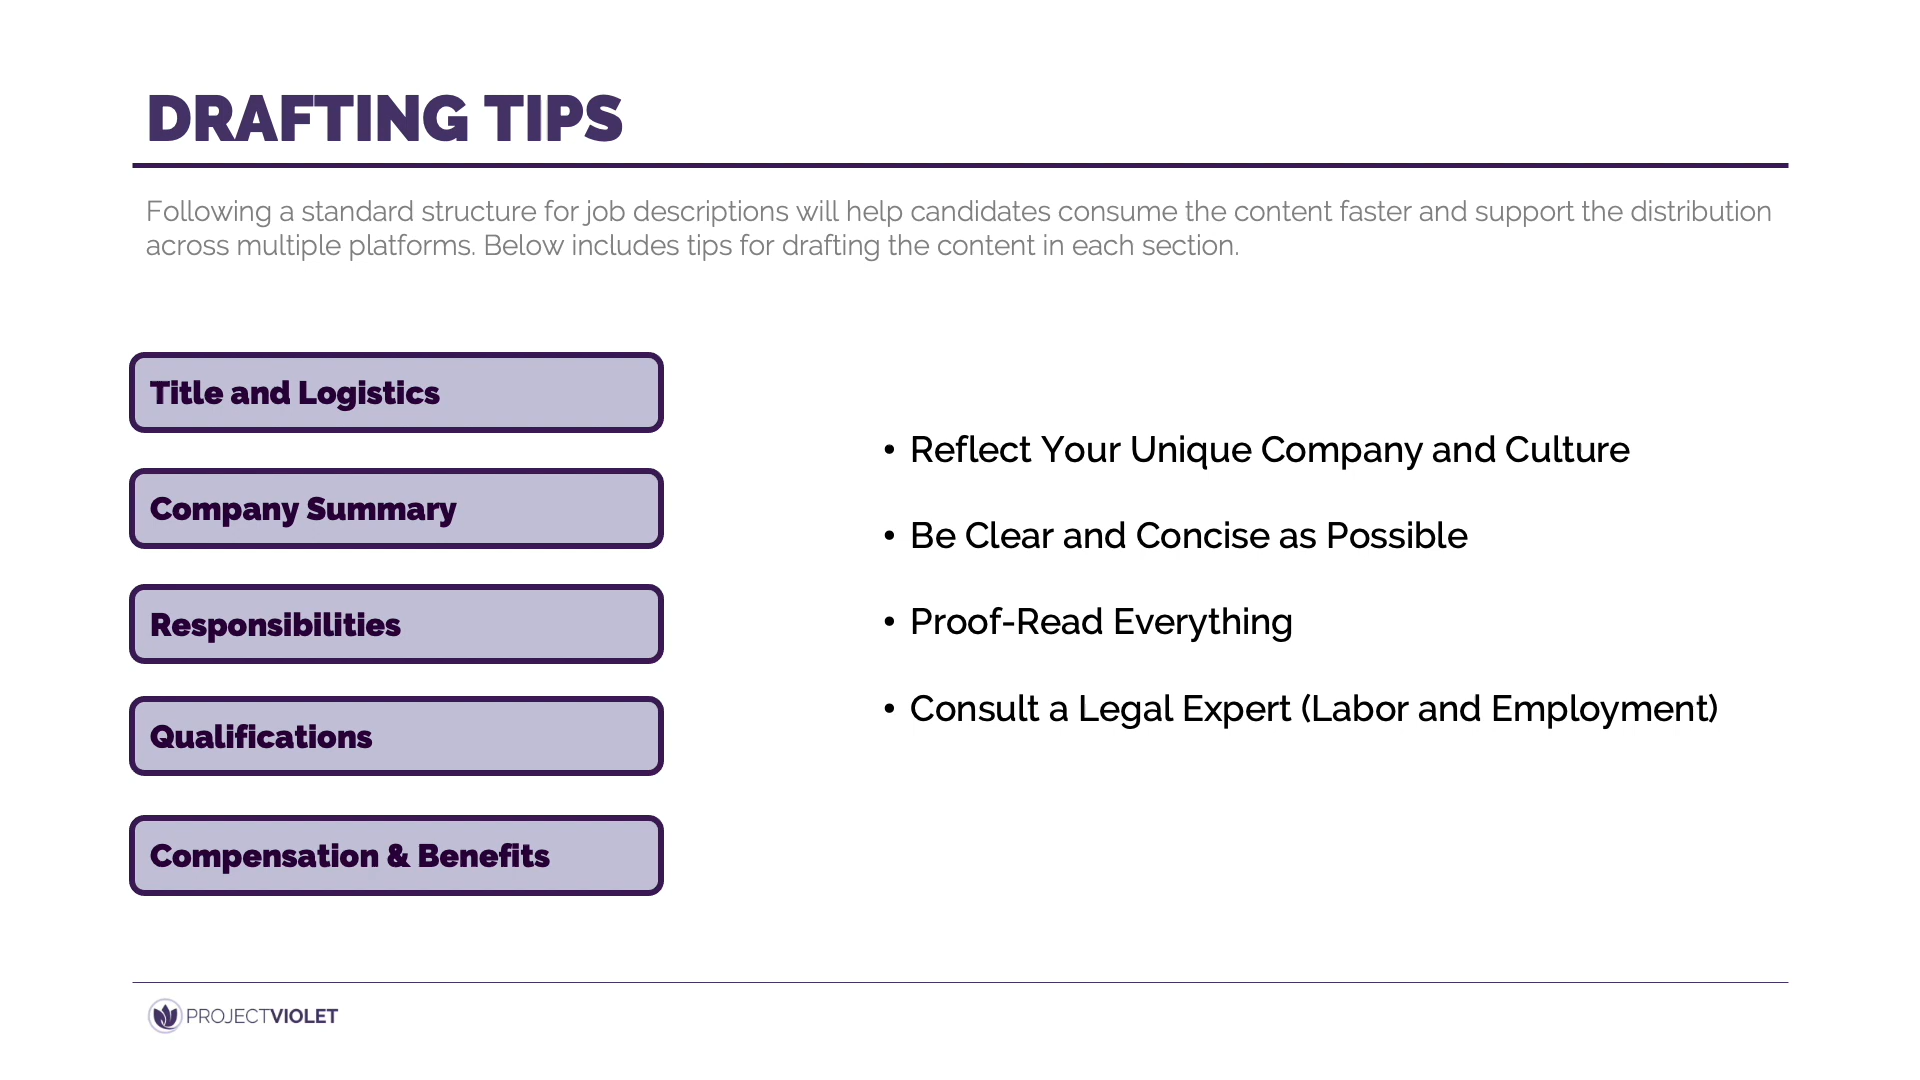 DRAFTING TIPS
Following a standard structure for job descriptions will help candidates consume the content faster and support the distribution
across multiple platforms. Below includes tips for drafting the content in each section.
Title and Logistics
Company Summary
Responsibilities
Qualifications
Compensation & Benefits
• Reflect Your Unique Company and Culture
• Be Clear and Concise as Possible
• Proof-Read Everything
• Consult a Legal Expert (Labor and Employment)
PROJECTVIOLET